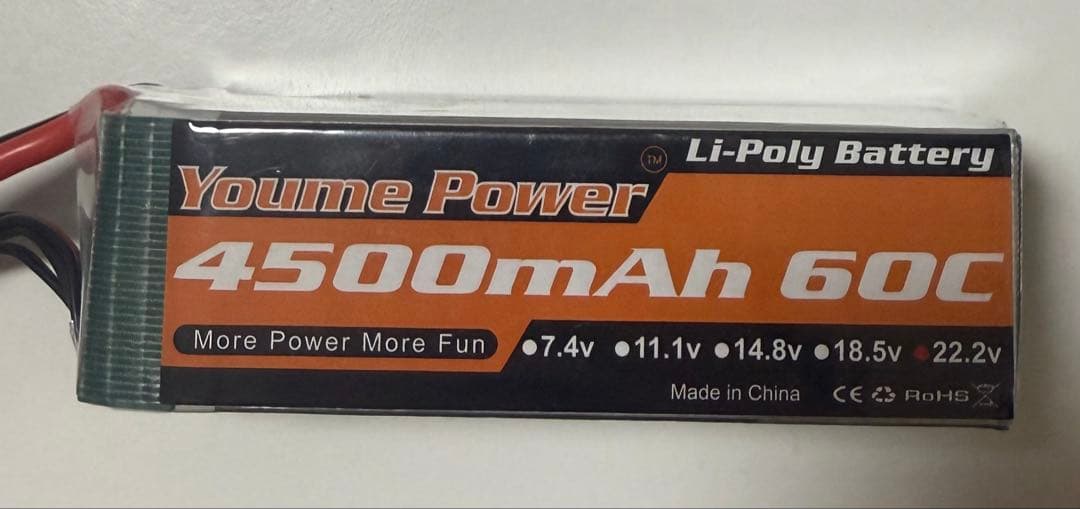 Li-Poly Battery
Youme Power ™
4500mAh 60C
More Power More Fun
●7.4v ●11.1v ●14.8v ●18.5v ●22.2v
Made in China CE RoHS